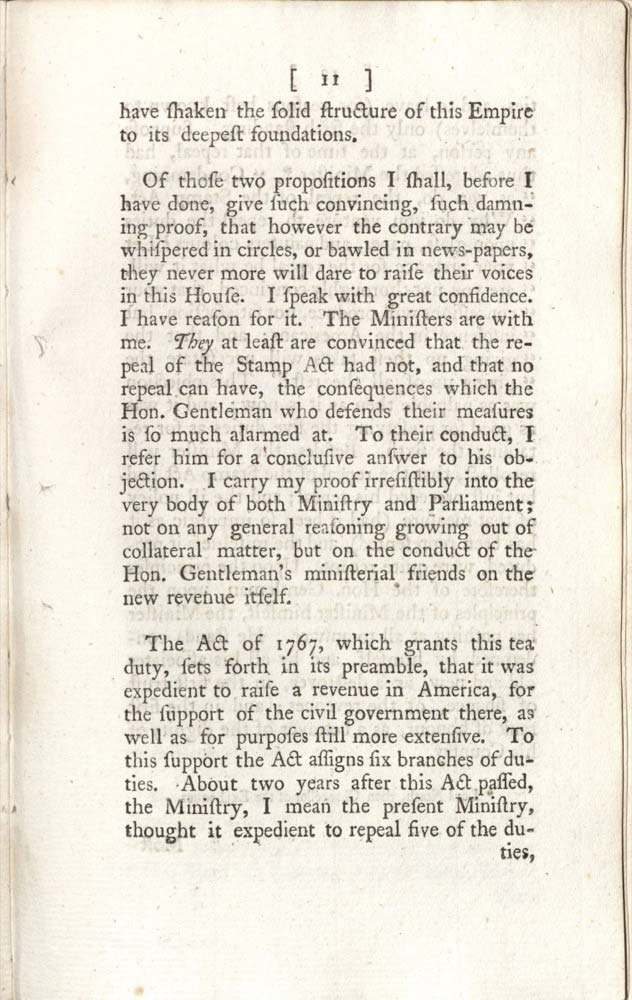 [ 11 ]
have ſhaken the ſolid ſtructure of this Empire
to its deepeſt foundations.
Of thoſe two propoſitions I ſhall, before I
have done, give ſuch convincing, ſuch damn-
ing proof, that however the contrary may be
whiſpered in circles, or bawled in news-papers,
they never more will dare to raiſe their voices
in this Houſe. I ſpeak with great confidence.
I have reaſon for it. The Miniſters are with
me. They at leaſt are convinced that the re-
peal of the Stamp Act had not, and that no
repeal can have, the conſequences which the
Hon. Gentleman who defends their meaſures
is ſo much alarmed at. To their conduct, I
refer him for a concluſive anſwer to his ob-
jection. I carry my proof irreſiſtibly into the
very body of both Miniſtry and Parliament;
not on any general reaſoning growing out of
collateral matter, but on the conduct of the
Hon. Gentleman's miniſterial friends on the
new revenue itſelf.
The Act of 1767, which grants this tea
duty, ſets forth in its preamble, that it was
expedient to raiſe a revenue in America, for
the ſupport of the civil government there, as
well as for purpoſes ſtill more extenſive. To
this ſupport the Act aſſigns ſix branches of du-
ties. About two years after this Act paſſed,
the Miniſtry, I mean the preſent Miniſtry,
thought it expedient to repeal five of the du-
ties,